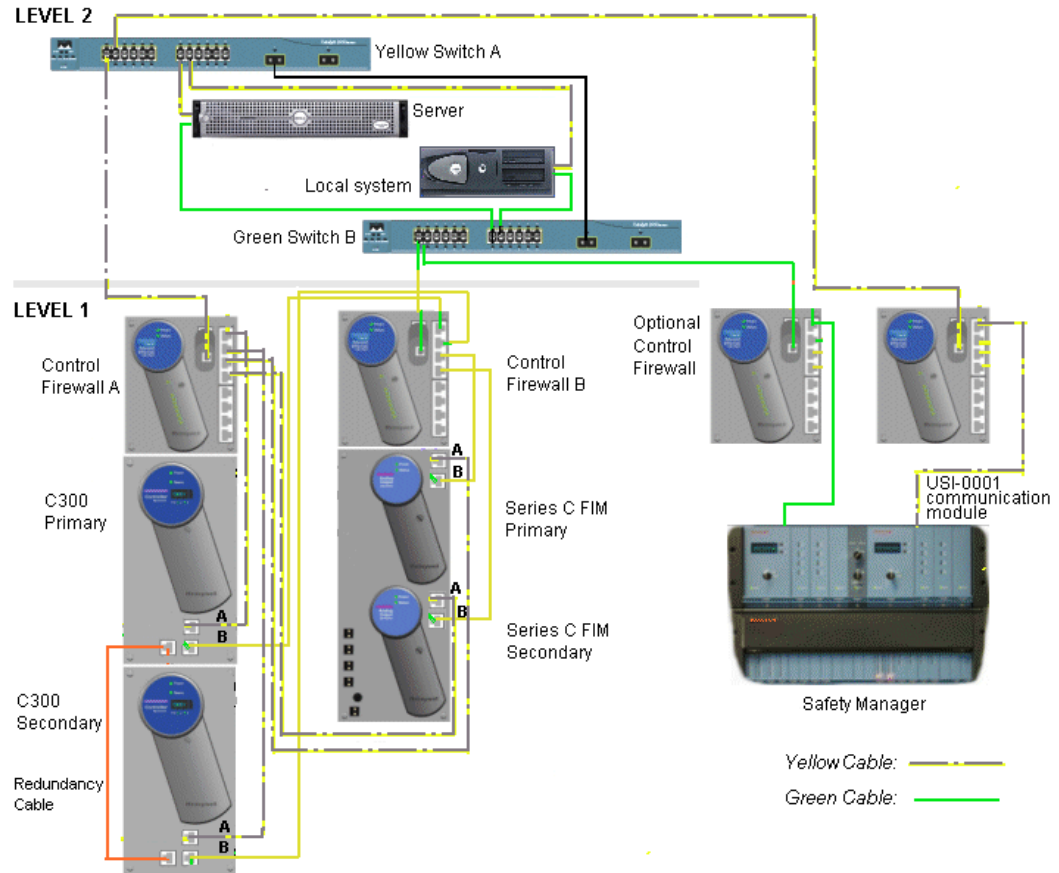 LEVEL 2
Yellow Switch A
Server
Local system
Green Switch B
LEVEL 1
Control
Firewall A
Control
Firewall B
Optional
Control
Firewall
A
B
C300
Primary
Series C FIM
Primary
USI-0001
communication
module
A
B
A
B
Series C FIM
Secondary
C300
Secondary
Safety Manager
Redundancy
Cable
Yellow Cable:
Green Cable:
A
B